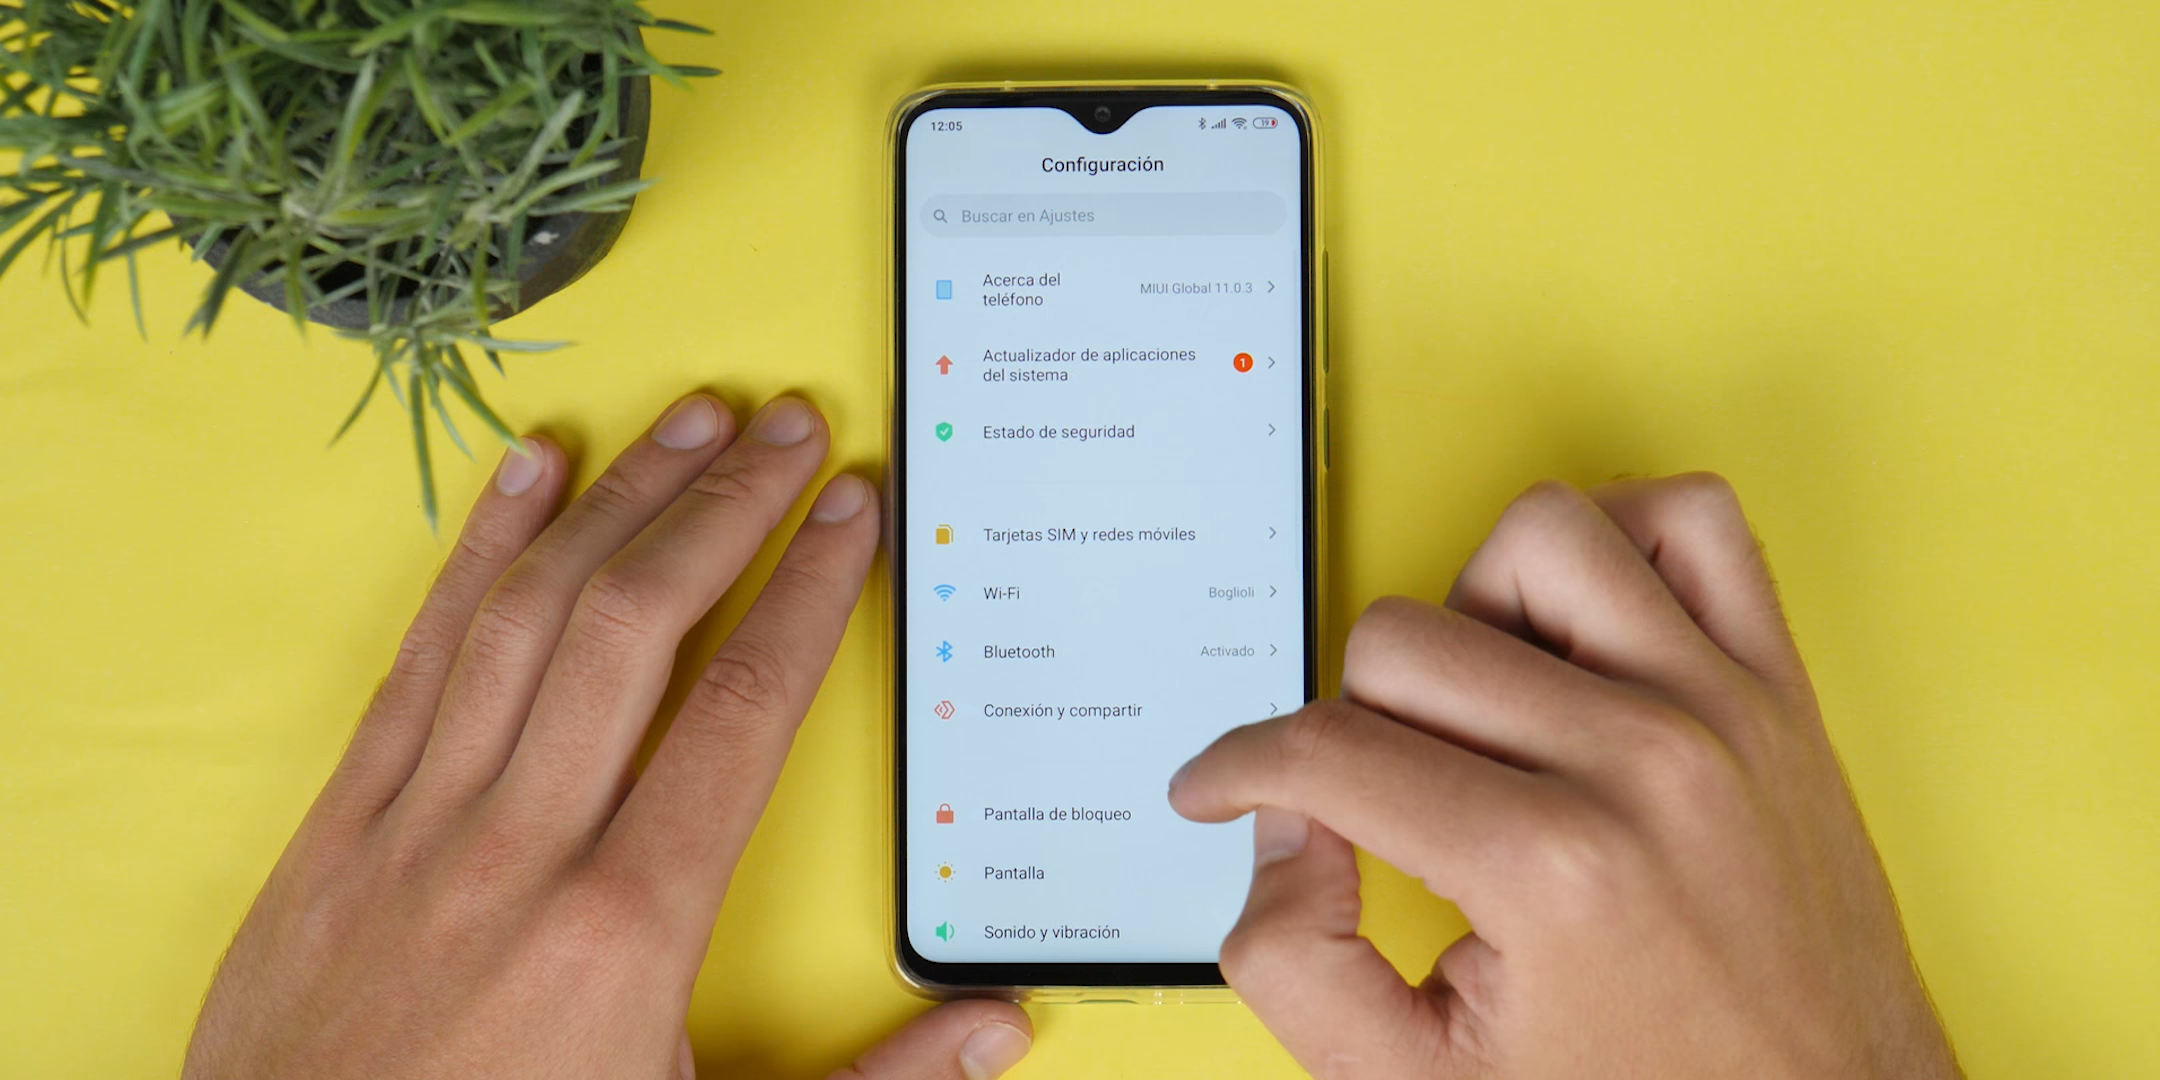 12:05
19
Configuración
Buscar en Ajustes
Acerca del
teléfono
MIUI Global 11.0.3
Actualizador de aplicaciones
del sistema
1
Estado de seguridad
Tarjetas SIM y redes móviles
Wi-Fi
Boglioli
Bluetooth
Activado
Conexión y compartir
Pantalla de bloqueo
Pantalla
Sonido y vibración